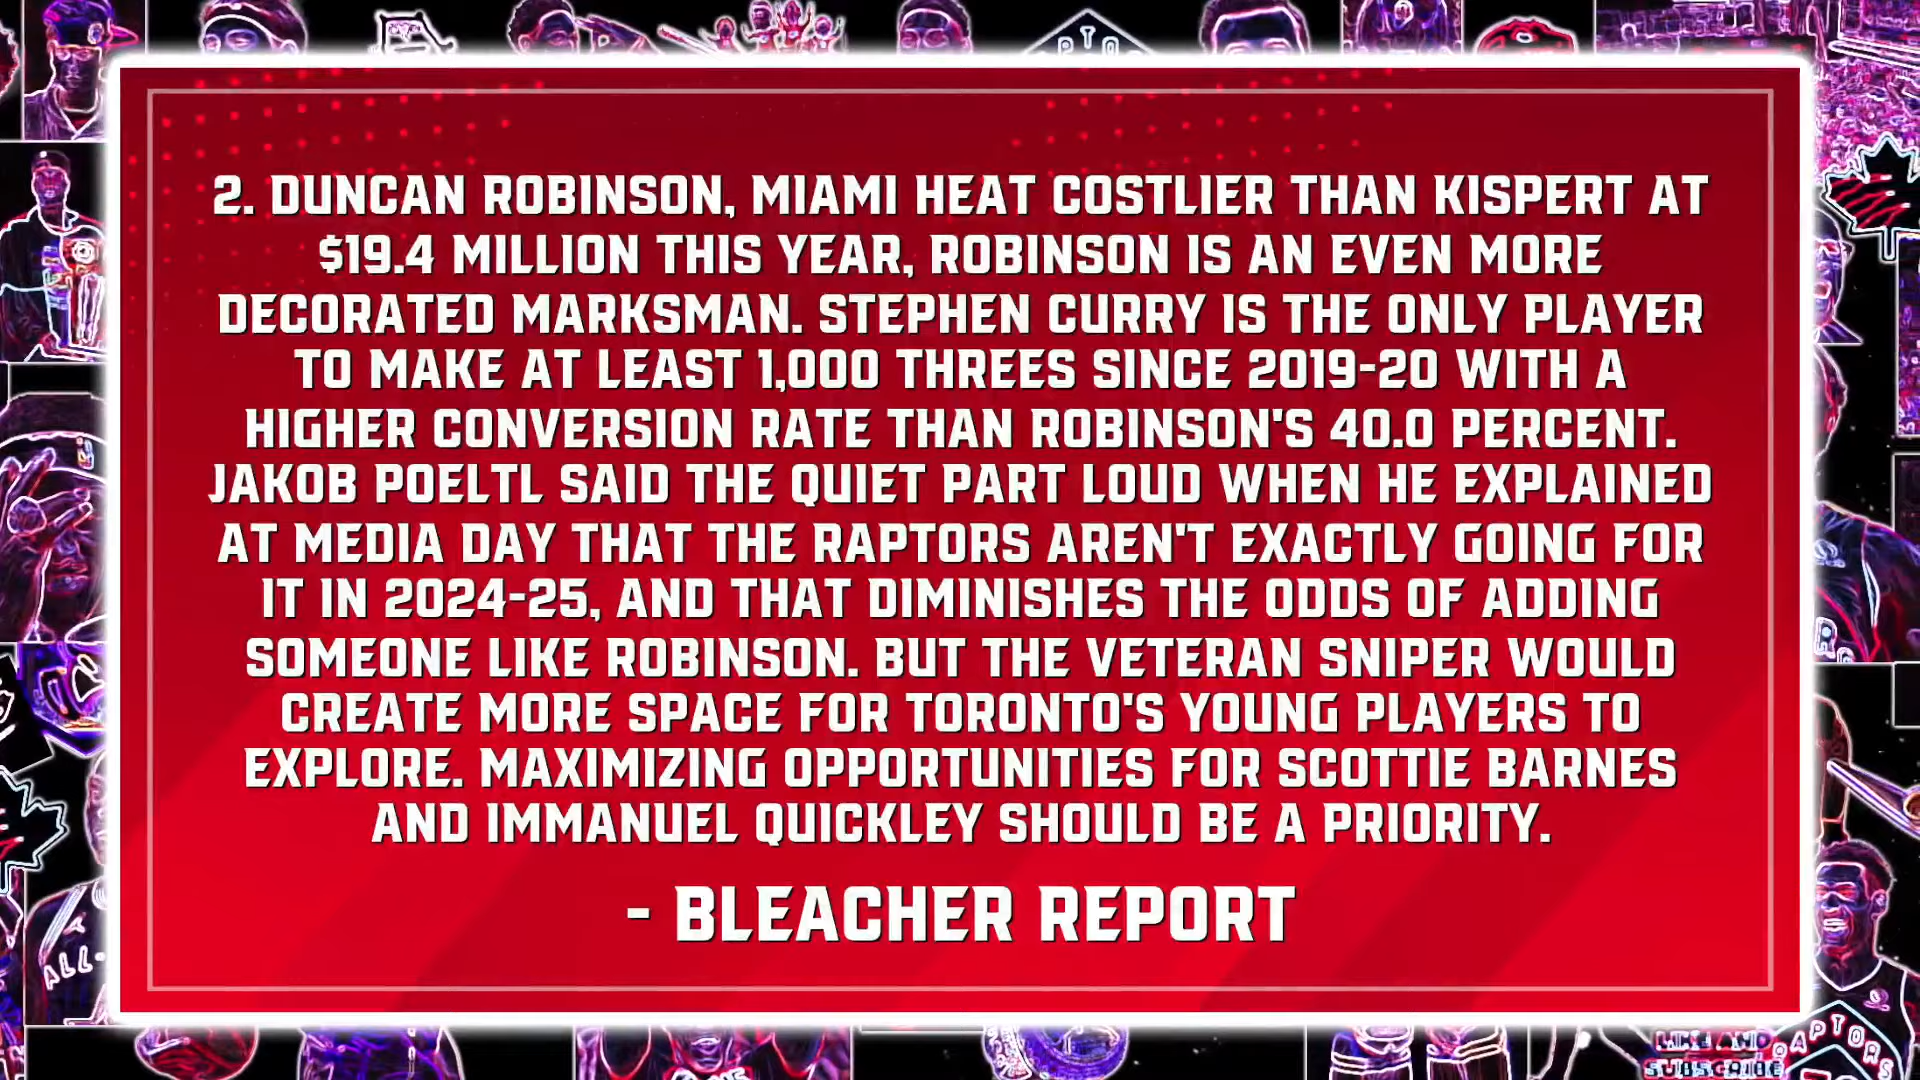 2. DUNCAN ROBINSON, MIAMI HEAT COSTLIER THAN KISPERT AT
$19.4 MILLION THIS YEAR, ROBINSON IS AN EVEN MORE
DECORATED MARKSMAN. STEPHEN CURRY IS THE ONLY PLAYER
TO MAKE AT LEAST 1,000 THREES SINCE 2019-20 WITH A
HIGHER CONVERSION RATE THAN ROBINSON'S 40.0 PERCENT.
JAKOB POELTL SAID THE QUIET PART LOUD WHEN HE EXPLAINED
AT MEDIA DAY THAT THE RAPTORS AREN'T EXACTLY GOING FOR
IT IN 2024-25, AND THAT DIMINISHES THE ODDS OF ADDING
SOMEONE LIKE ROBINSON. BUT THE VETERAN SNIPER WOULD
CREATE MORE SPACE FOR TORONTO'S YOUNG PLAYERS TO
EXPLORE. MAXIMIZING OPPORTUNITIES FOR SCOTTIE BARNES
AND IMMANUEL QUICKLEY SHOULD BE A PRIORITY.
- BLEACHER REPORT
ALL-
RAPTORS
LIKE AND
SUBSCRIBE